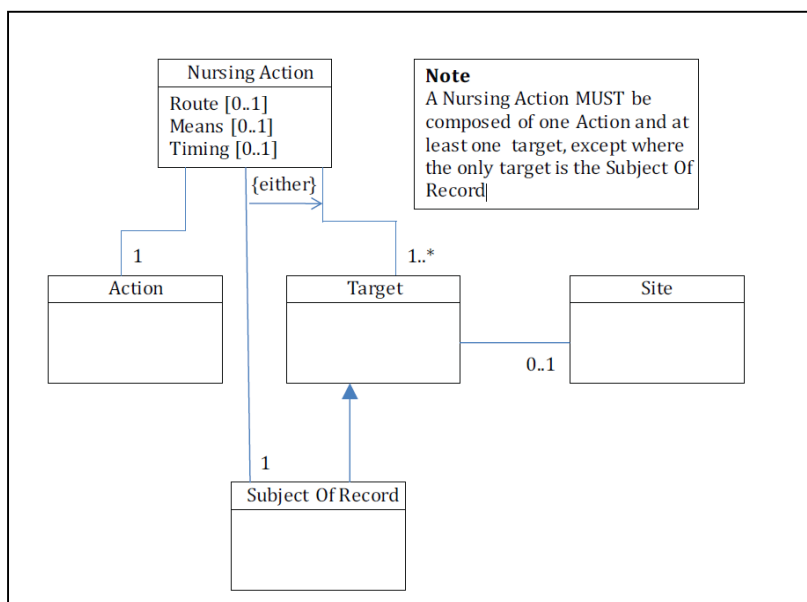 Nursing Action
Route [0..1]
Means [0..1]
Timing [0..1]
Note
A Nursing Action MUST be
composed of one Action and at
least one target, except where
the only target is the Subject Of
Record
{either}
1
1..*
Action
Target
Site
0..1
1
Subject Of Record